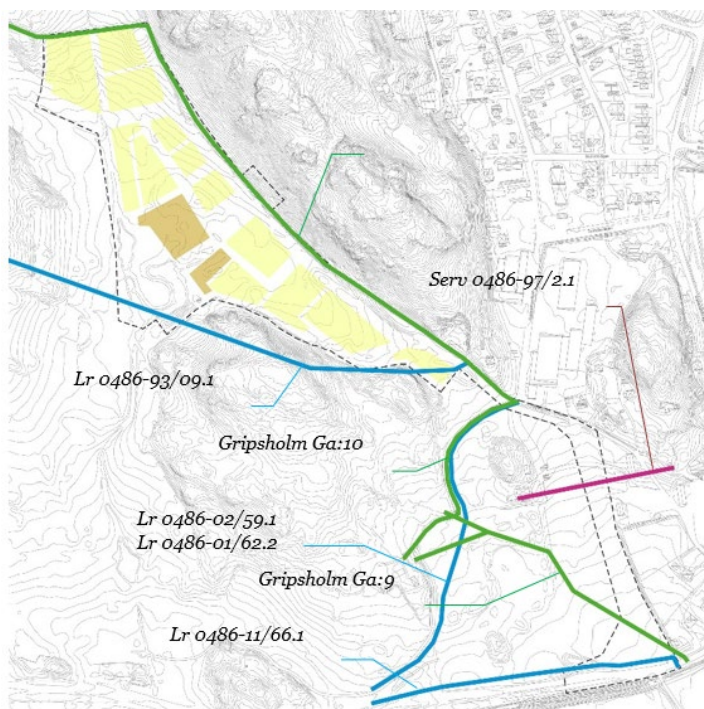 Serv 0486-97/2.1
Lr 0486-93/09.1
Gripsholm Ga:10
Lr 0486-02/59.1
Lr 0486-01/62.2
Gripsholm Ga:9
Lr 0486-11/66.1